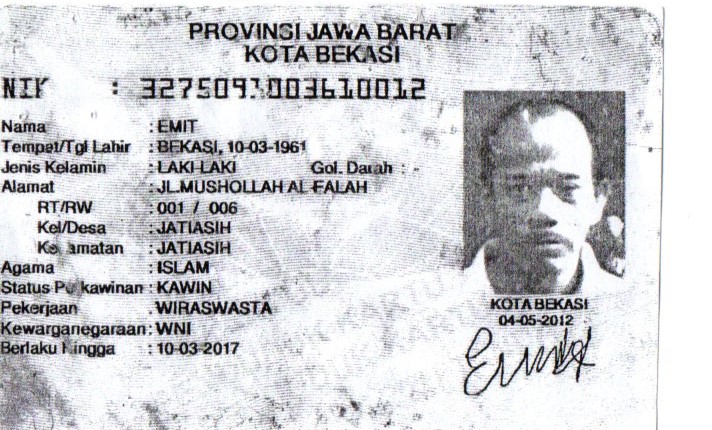 PROVINSI JAWA BARAT
KOTA BEKASI
NIK : 3275091003610012
Nama : EMIT
Tempat/Tgl Lahir : BEKASI, 10-03-1961
Jenis Kelamin : LAKI-LAKI Gol. Darah : -
Alamat : JL.MUSHOLLAH AL-FALAH
RT/RW : 001 / 006
Kel/Desa : JATIASIH
Kecamatan : JATIASIH
Agama : ISLAM
Status Perkawinan : KAWIN
Pekerjaan : WIRASWASTA
Kewarganegaraan : WNI
Berlaku Hingga : 10-03-2017
KOTA BEKASI
04-05-2012